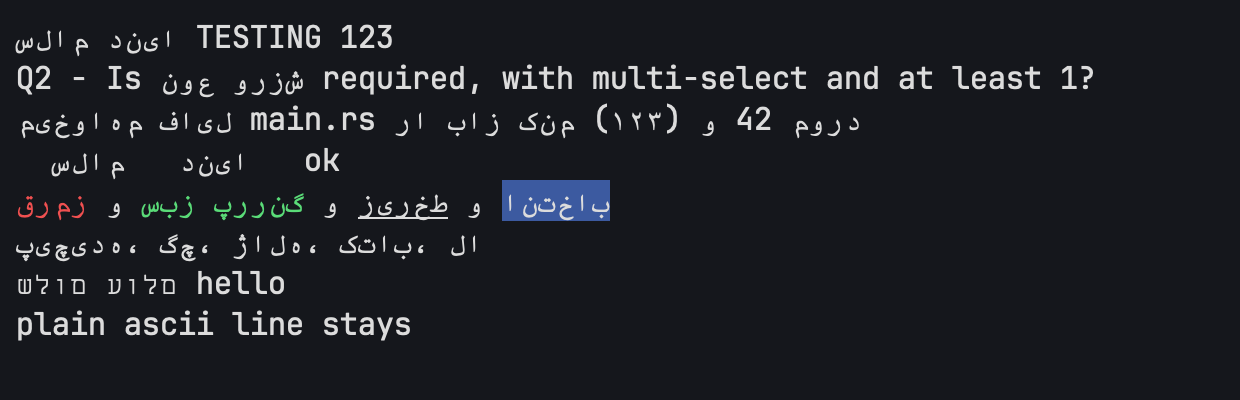 سلام دنیا TESTING 123
Q2 - Is نوع ورزش required, with multi-select and at least 1?
میخواهم فایل main.rs را باز کنم (۱۲۳) و 42 مورد
سلام دنیا ok
قرمز و سبز پررنگ و زیرخط و انتخاب
پیچیده، گچ، ژاله، کتاب، لا
שלום עולם hello
plain ascii line stays